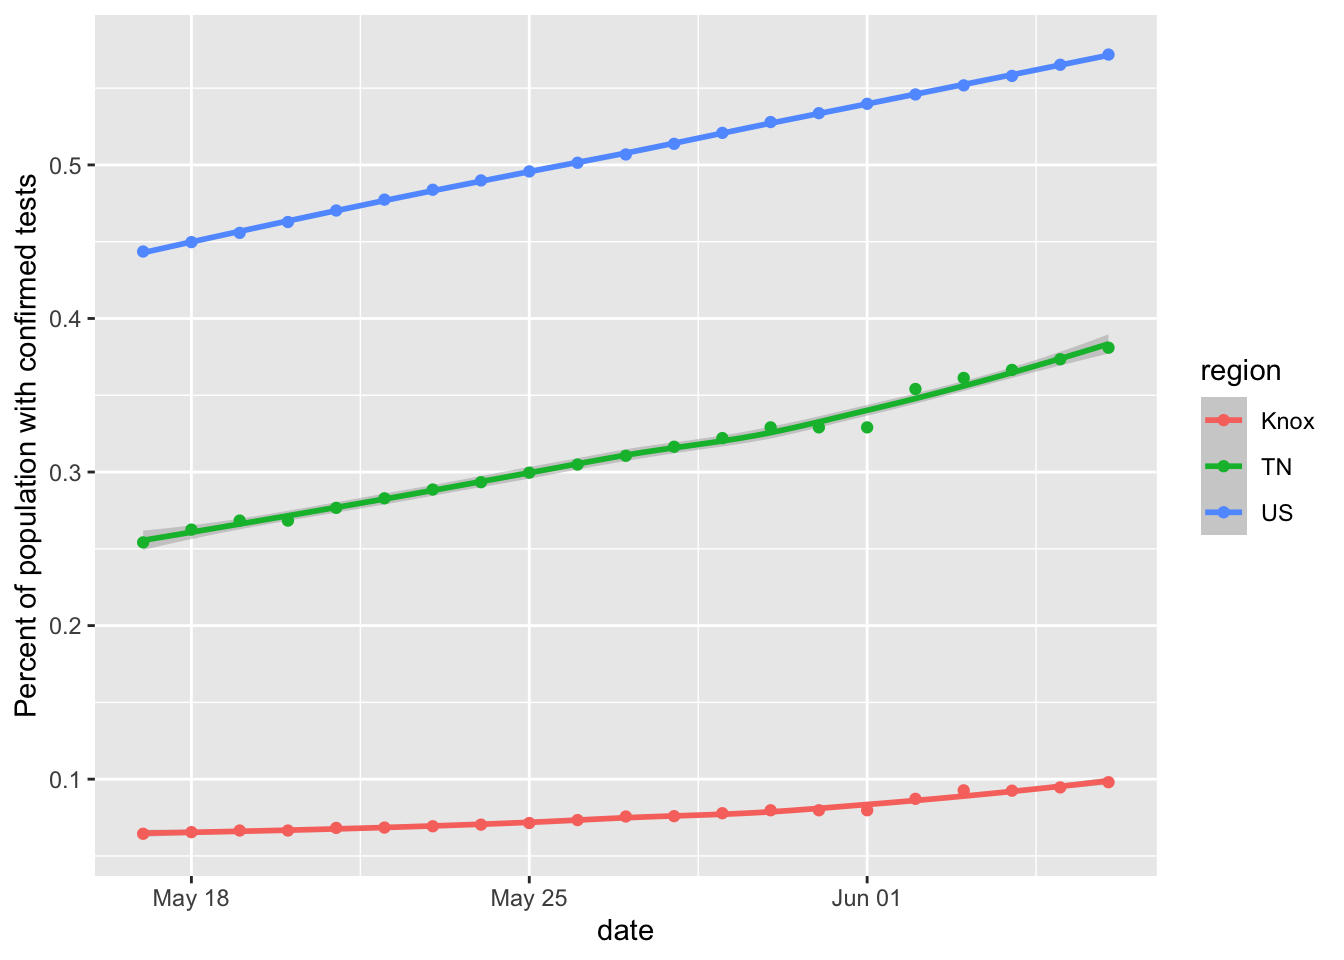 Percent of population with confirmed tests
0.5
0.4
0.3
0.2
0.1
May 18
May 25
Jun 01
date
region
Knox
TN
US